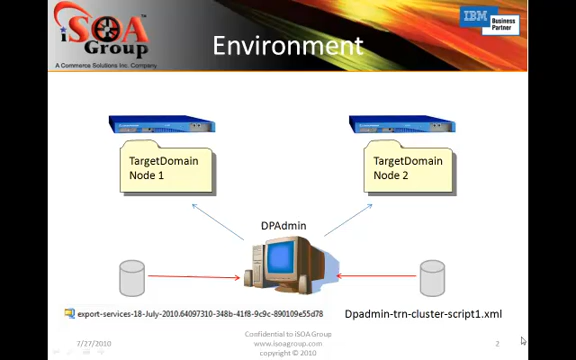 iSOA
Group
A Commerce Solutions Inc. Company
Environment
IBM
Business
Partner
TargetDomain
Node 1
TargetDomain
Node 2
DPAdmin
export-services-18-July-2010.64097310-348b-41f8-9c9c-890109e55d78
Dpadmin-trn-cluster-script1.xml
7/27/2010
Confidential to iSOA Group
www.isoagroup.com
copyright © 2010
2